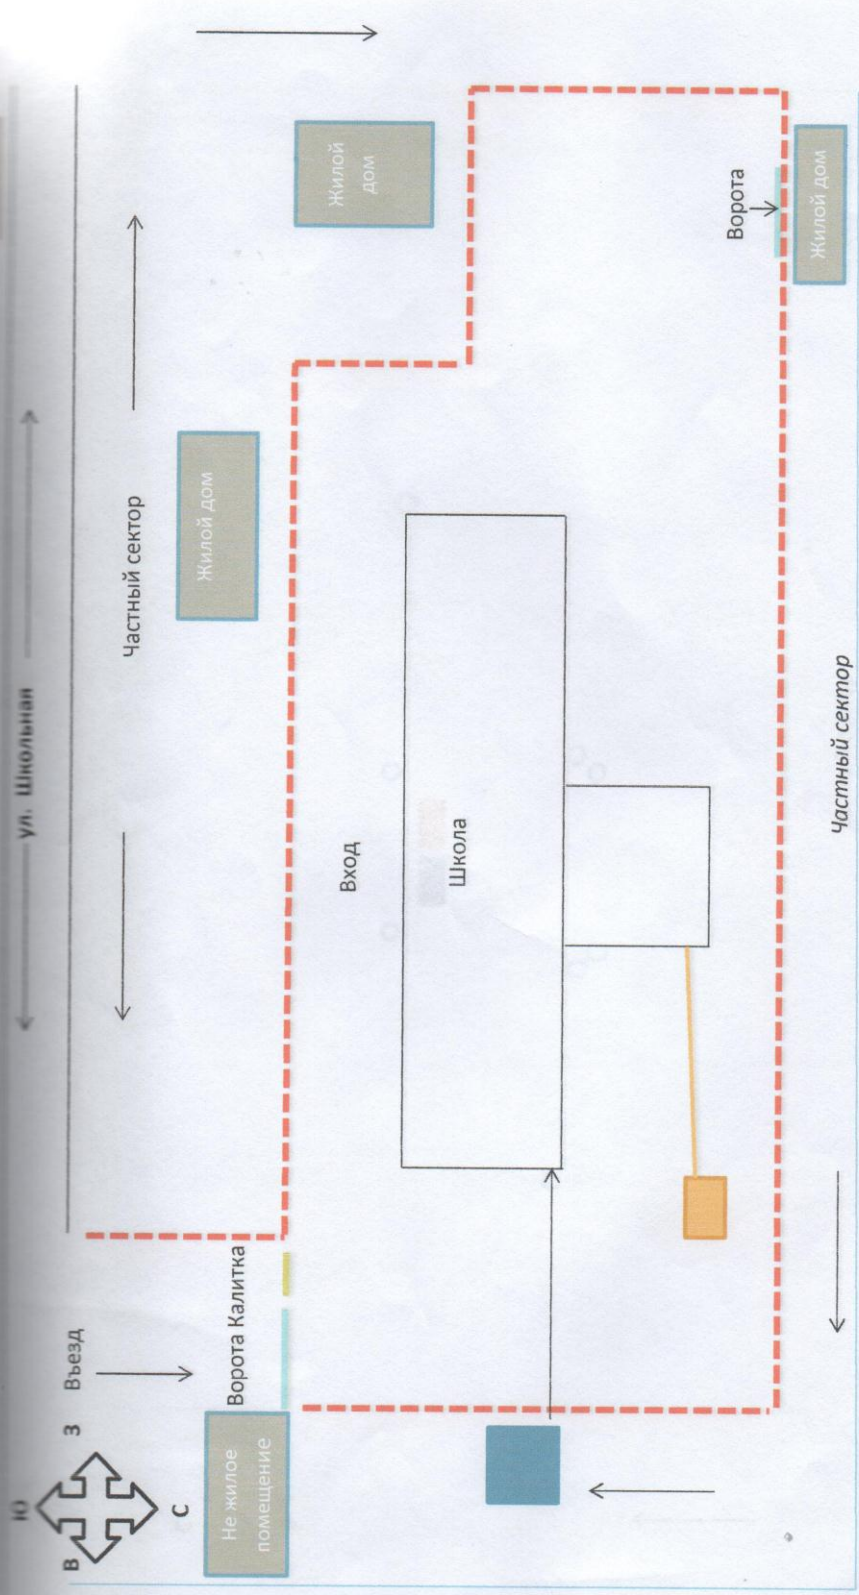 ул. Школьная
Частный сектор
Жилой дом
Жилой
дом
Ворота
Жилой дом
Вход
Школа
Частный сектор
Въезд
Ворота Калитка
Ю
В
З
С
Не жилое
помещение